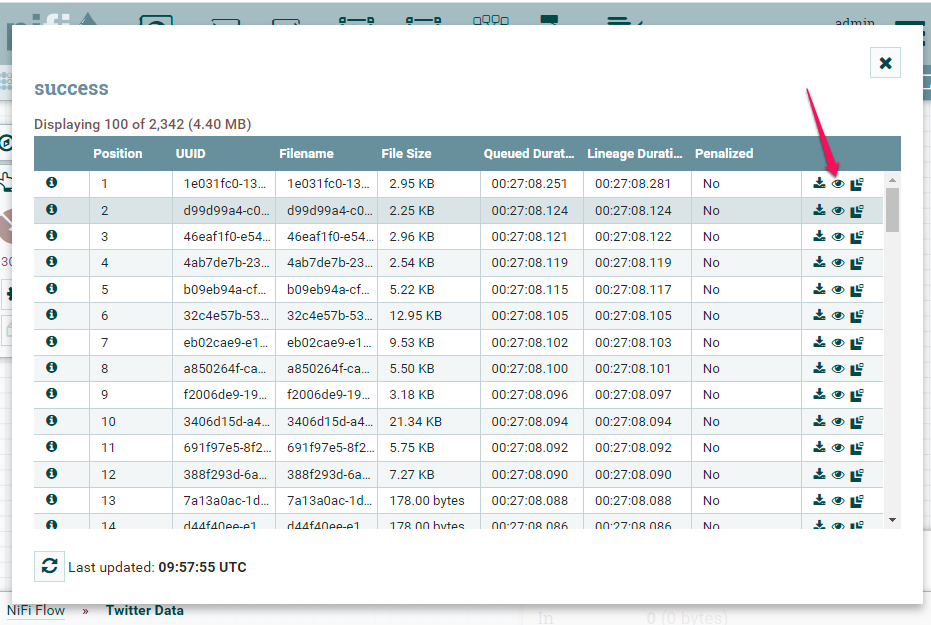 nifi
admin
success
Displaying 100 of 2,342 (4.40 MB)
Position UUID Filename File Size Queued Durat... Lineage Durati... Penalized
1 1e031fc0-13... 1e031fc0-13... 2.95 KB 00:27:08.251 00:27:08.281 No
2 d99d99a4-c0... d99d99a4-c0... 2.25 KB 00:27:08.124 00:27:08.124 No
3 46eaf1f0-e54... 46eaf1f0-e54... 2.96 KB 00:27:08.121 00:27:08.122 No
4 4ab7de7b-23... 4ab7de7b-23... 2.54 KB 00:27:08.119 00:27:08.119 No
5 b09eb94a-cf... b09eb94a-cf... 5.22 KB 00:27:08.115 00:27:08.117 No
6 32c4e57b-53... 32c4e57b-53... 12.95 KB 00:27:08.105 00:27:08.105 No
7 eb02cae9-e1... eb02cae9-e1... 9.53 KB 00:27:08.102 00:27:08.103 No
8 a850264f-ca... a850264f-ca... 5.50 KB 00:27:08.100 00:27:08.101 No
9 f2006de9-19... f2006de9-19... 3.18 KB 00:27:08.096 00:27:08.097 No
10 3406d15d-a4... 3406d15d-a4... 21.34 KB 00:27:08.094 00:27:08.094 No
11 691f97e5-8f2... 691f97e5-8f2... 5.75 KB 00:27:08.092 00:27:08.092 No
12 388f293d-6a... 388f293d-6a... 7.27 KB 00:27:08.090 00:27:08.090 No
13 7a13a0ac-1d... 7a13a0ac-1d... 178.00 bytes 00:27:08.088 00:27:08.088 No
14 d44f40ee-e1... d44f40ee-e1... 178.00 bytes 00:27:08.086 00:27:08.086 No
Last updated: 09:57:55 UTC
NiFi Flow » Twitter Data
In 0 (0 bytes)